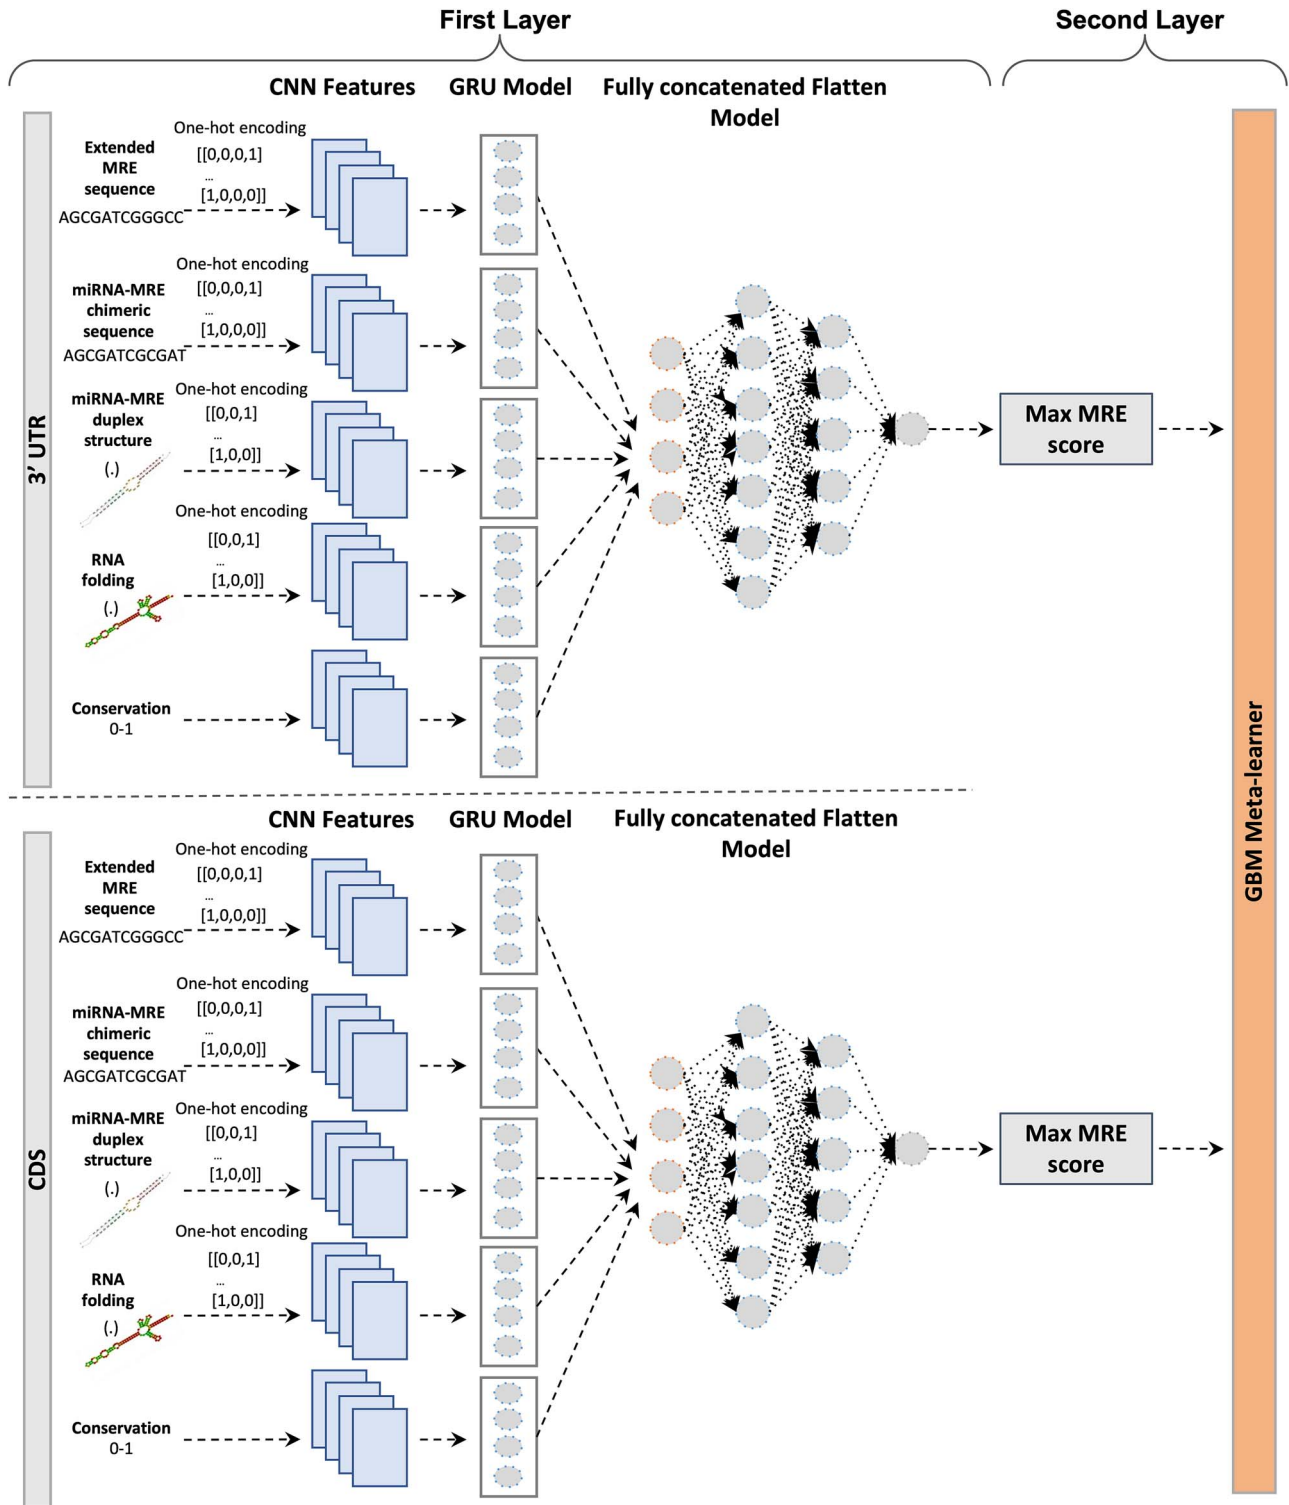 First Layer
Second Layer
CNN Features
GRU Model
Fully concatenated Flatten
Model
3’ UTR
Extended
MRE
sequence
AGCGATCGGGCC
One-hot encoding
[[0,0,0,1]
...
[1,0,0,0]]
miRNA-MRE
chimeric
sequence
AGCGATCGCGAT
One-hot encoding
[[0,0,0,1]
...
[1,0,0,0]]
miRNA-MRE
duplex
structure
(.)
One-hot encoding
[[0,0,1]
...
[1,0,0]]
RNA
folding
(.)
One-hot encoding
[[0,0,1]
...
[1,0,0]]
Conservation
0-1
Max MRE
score
GBM Meta-learner
CNN Features
GRU Model
Fully concatenated Flatten
Model
CDS
Extended
MRE
sequence
AGCGATCGGGCC
One-hot encoding
[[0,0,0,1]
...
[1,0,0,0]]
miRNA-MRE
chimeric
sequence
AGCGATCGCGAT
One-hot encoding
[[0,0,0,1]
...
[1,0,0,0]]
miRNA-MRE
duplex
structure
(.)
One-hot encoding
[[0,0,1]
...
[1,0,0]]
RNA
folding
(.)
One-hot encoding
[[0,0,1]
...
[1,0,0]]
Conservation
0-1
Max MRE
score